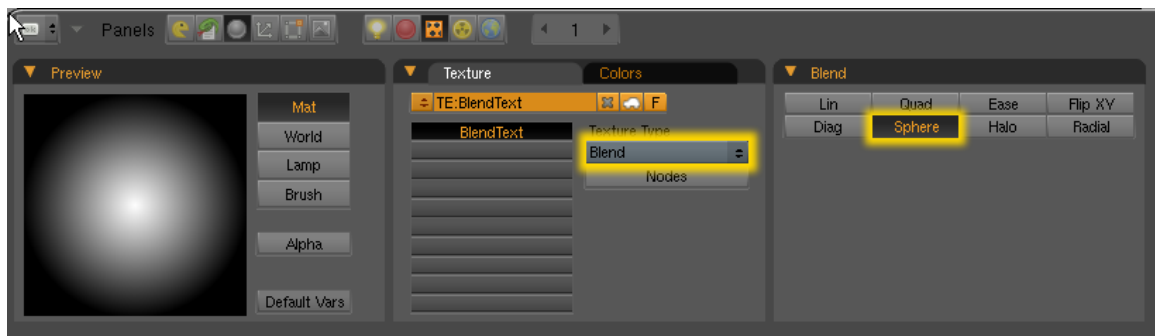 Panels 1
Preview
Mat
World
Lamp
Brush
Alpha
Default Vars
Texture Colors
TE:BlendText F
BlendText
Texture Type
Blend
Nodes
Blend
Lin Quad Ease Flip XY
Diag Sphere Halo Radial